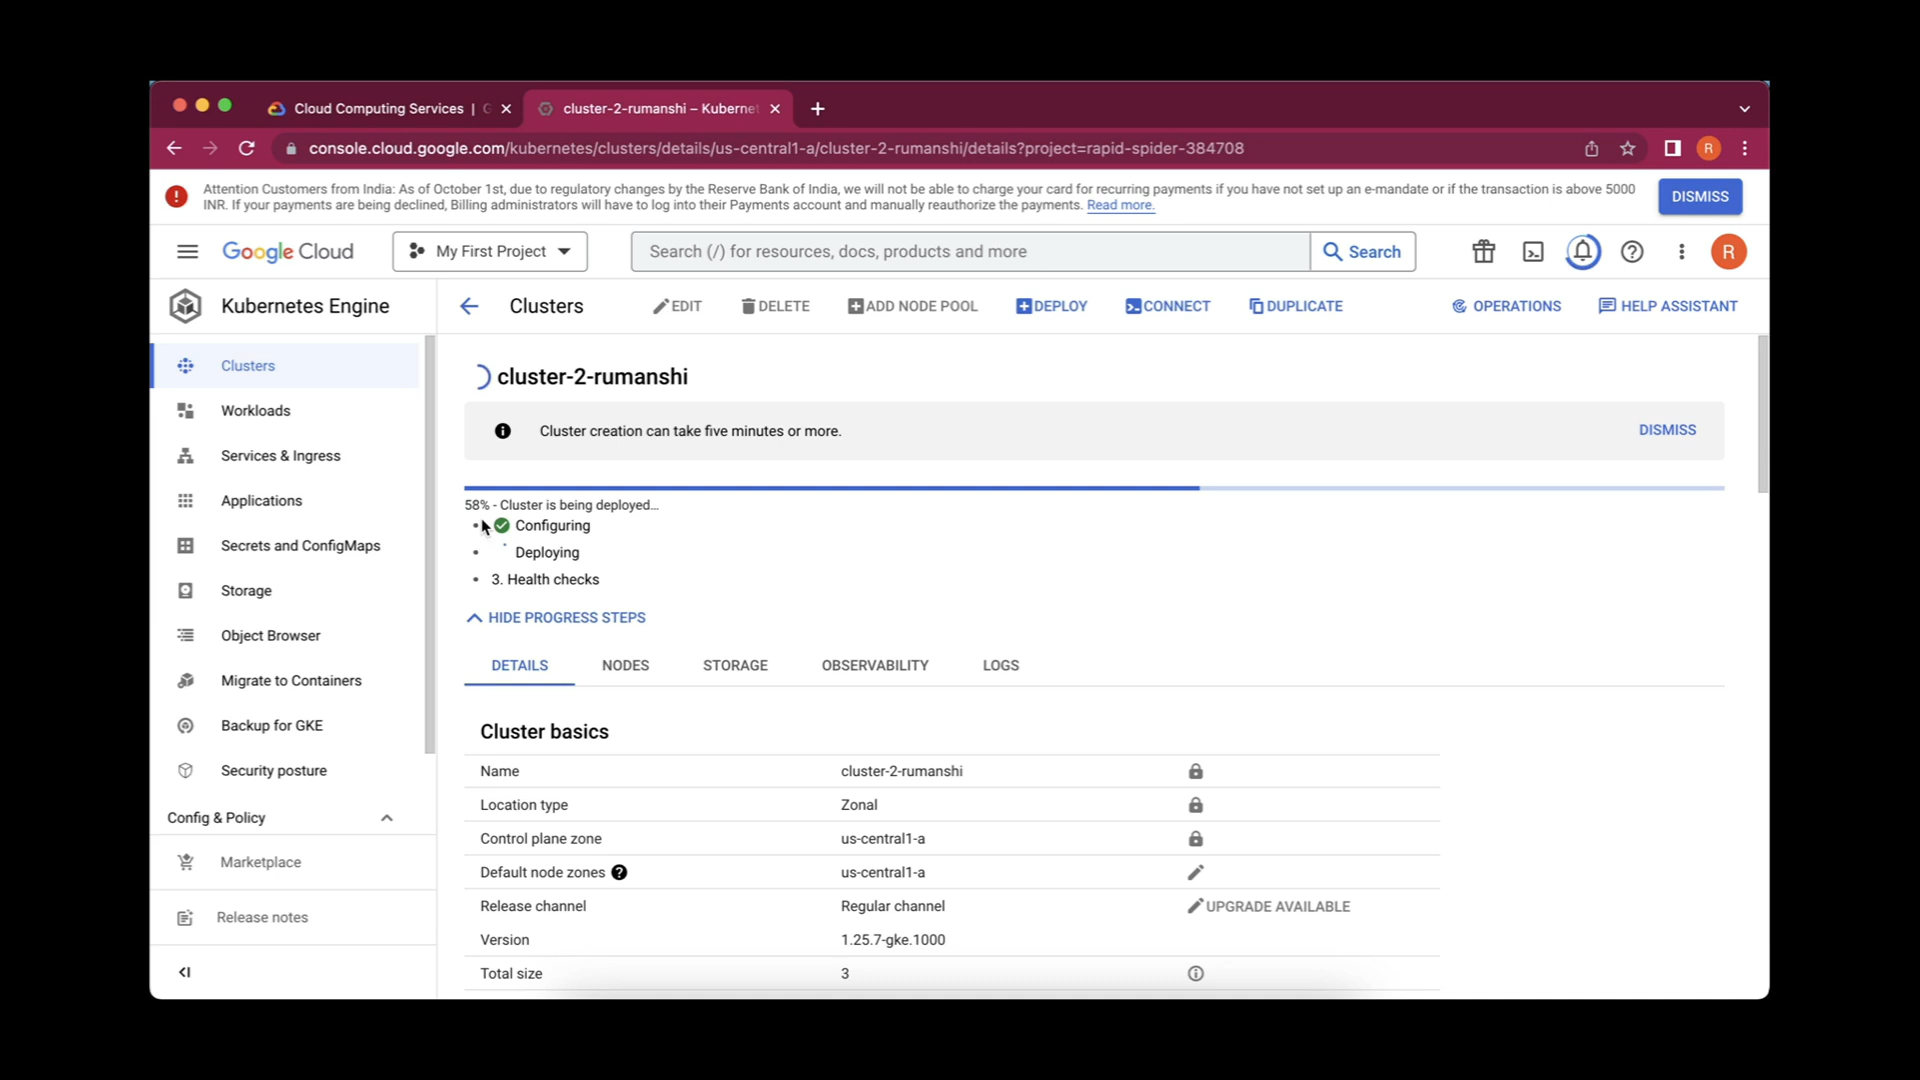 Cloud Computing Services | G
cluster-2-rumanshi – Kubernet
console.cloud.google.com/kubernetes/clusters/details/us-central1-a/cluster-2-rumanshi/details?project=rapid-spider-384708
R
Attention Customers from India: As of October 1st, due to regulatory changes by the Reserve Bank of India, we will not be able to charge your card for recurring payments if you have not set up an e-mandate or if the transaction is above 5000
INR. If your payments are being declined, Billing administrators will have to log into their Payments account and manually reauthorize the payments. Read more.
DISMISS
Google Cloud
My First Project
Search (/) for resources, docs, products and more
Search
R
Kubernetes Engine
Clusters
EDIT
DELETE
ADD NODE POOL
DEPLOY
CONNECT
DUPLICATE
OPERATIONS
HELP ASSISTANT
Clusters
Workloads
Services & Ingress
Applications
Secrets and ConfigMaps
Storage
Object Browser
Migrate to Containers
Backup for GKE
Security posture
Config & Policy
Marketplace
Release notes
cluster-2-rumanshi
Cluster creation can take five minutes or more.
DISMISS
58% - Cluster is being deployed...
Configuring
Deploying
3. Health checks
HIDE PROGRESS STEPS
DETAILS
NODES
STORAGE
OBSERVABILITY
LOGS
Cluster basics
Name cluster-2-rumanshi
Location type Zonal
Control plane zone us-central1-a
Default node zones us-central1-a
Release channel Regular channel UPGRADE AVAILABLE
Version 1.25.7-gke.1000
Total size 3